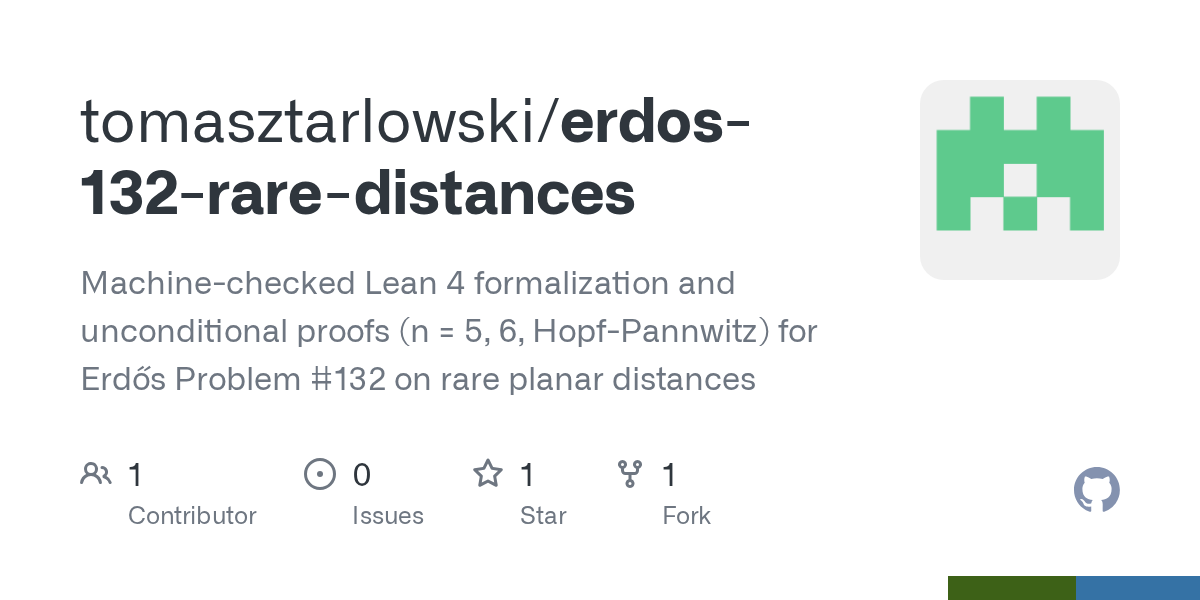 tomasztarlowski/erdos-
132-rare-distances
Machine-checked Lean 4 formalization and
unconditional proofs (n = 5, 6, Hopf-Pannwitz) for
Erdős Problem #132 on rare planar distances
1 0 1 1
Contributor Issues Star Fork